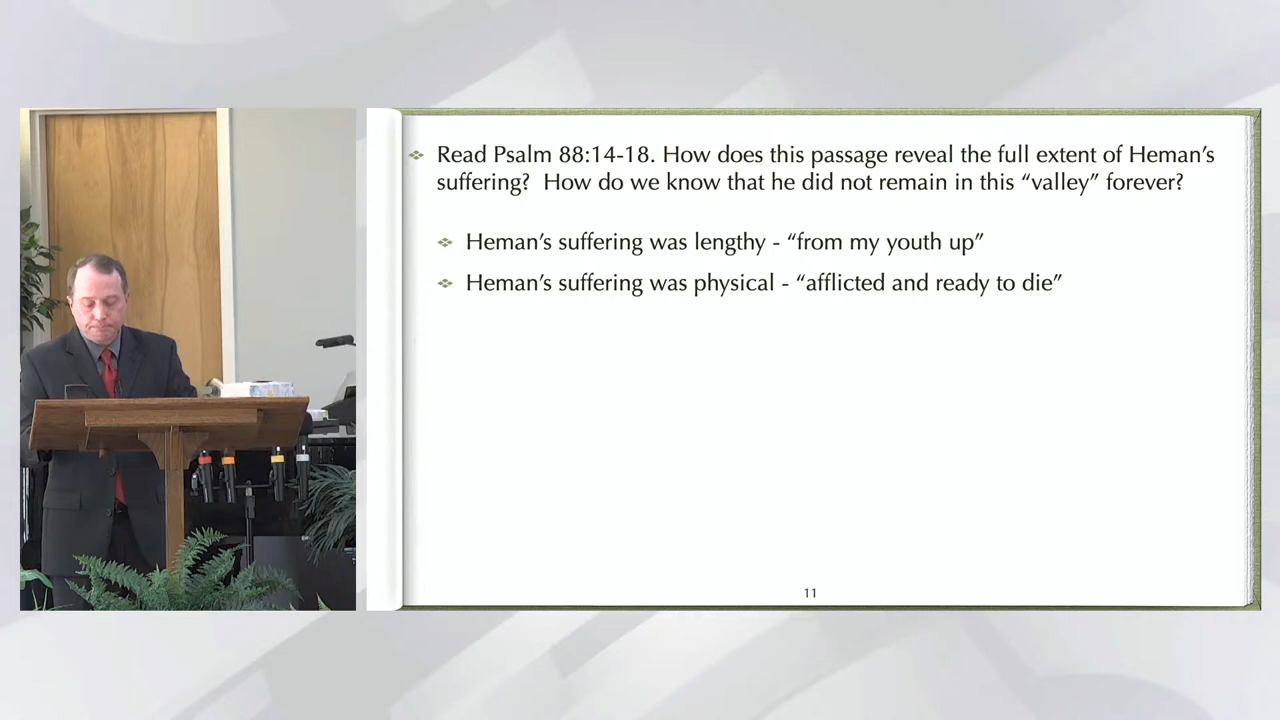 Read Psalm 88:14-18. How does this passage reveal the full extent of Heman’s
suffering?  How do we know that he did not remain in this “valley” forever?
Heman’s suffering was lengthy - “from my youth up”
Heman’s suffering was physical - “afflicted and ready to die”
11